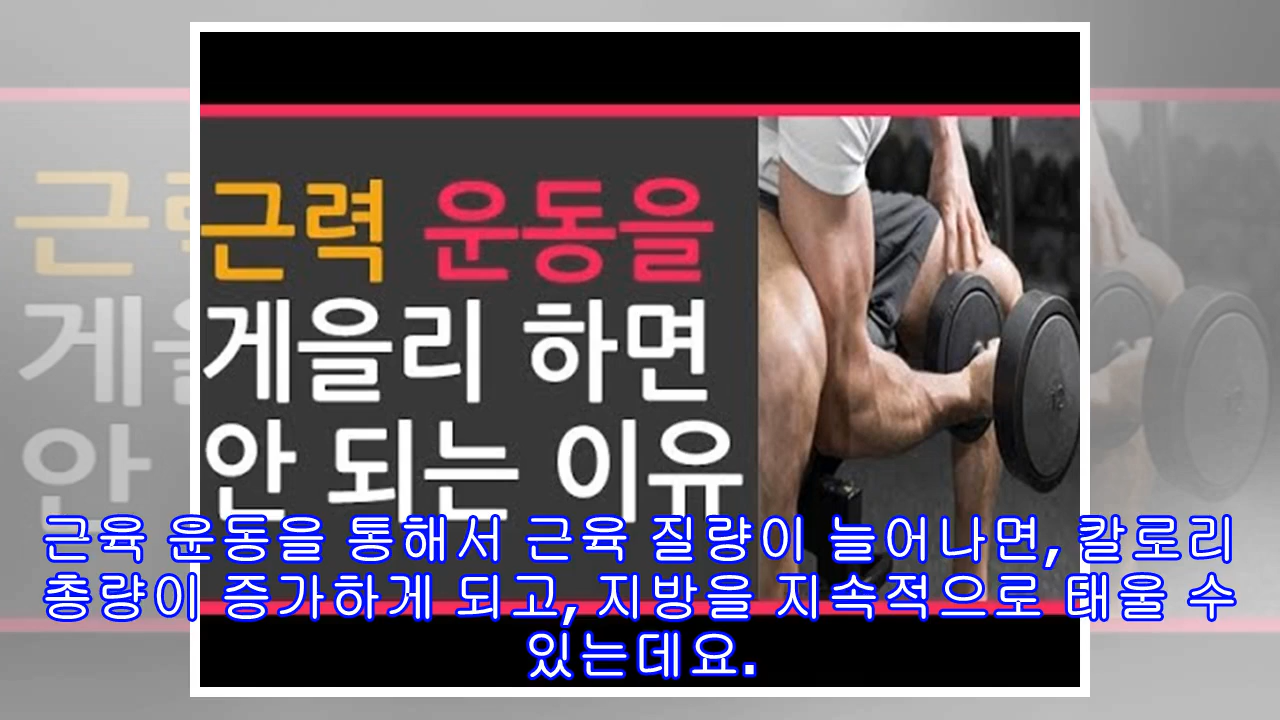 근력 운동을
게을리 하면
안 되는 이유
근육 운동을 통해서 근육 질량이 늘어나면, 칼로리
총량이 증가하게 되고, 지방을 지속적으로 태울 수
있는데요.